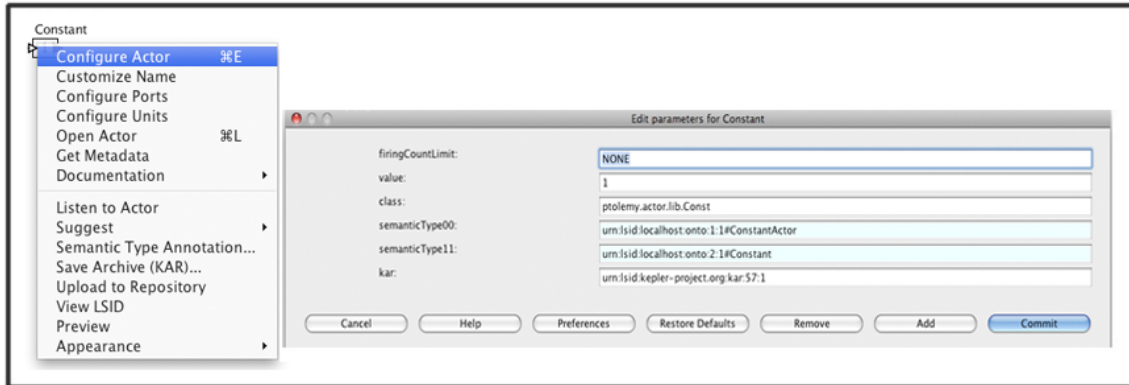 Constant
Configure Actor ⌘E
Customize Name
Configure Ports
Configure Units
Open Actor ⌘L
Get Metadata
Documentation
Listen to Actor
Suggest
Semantic Type Annotation...
Save Archive (KAR)...
Upload to Repository
View LSID
Preview
Appearance
Edit parameters for Constant
firingCountLimit: NONE
value: 1
class: ptolemy.actor.lib.Const
semanticType00: urn:lsid:localhost:onto:1:1#ConstantActor
semanticType11: urn:lsid:localhost:onto:2:1#Constant
kar: urn:lsid:kepler-project.org:kar:57:1
Cancel Help Preferences Restore Defaults Remove Add Commit